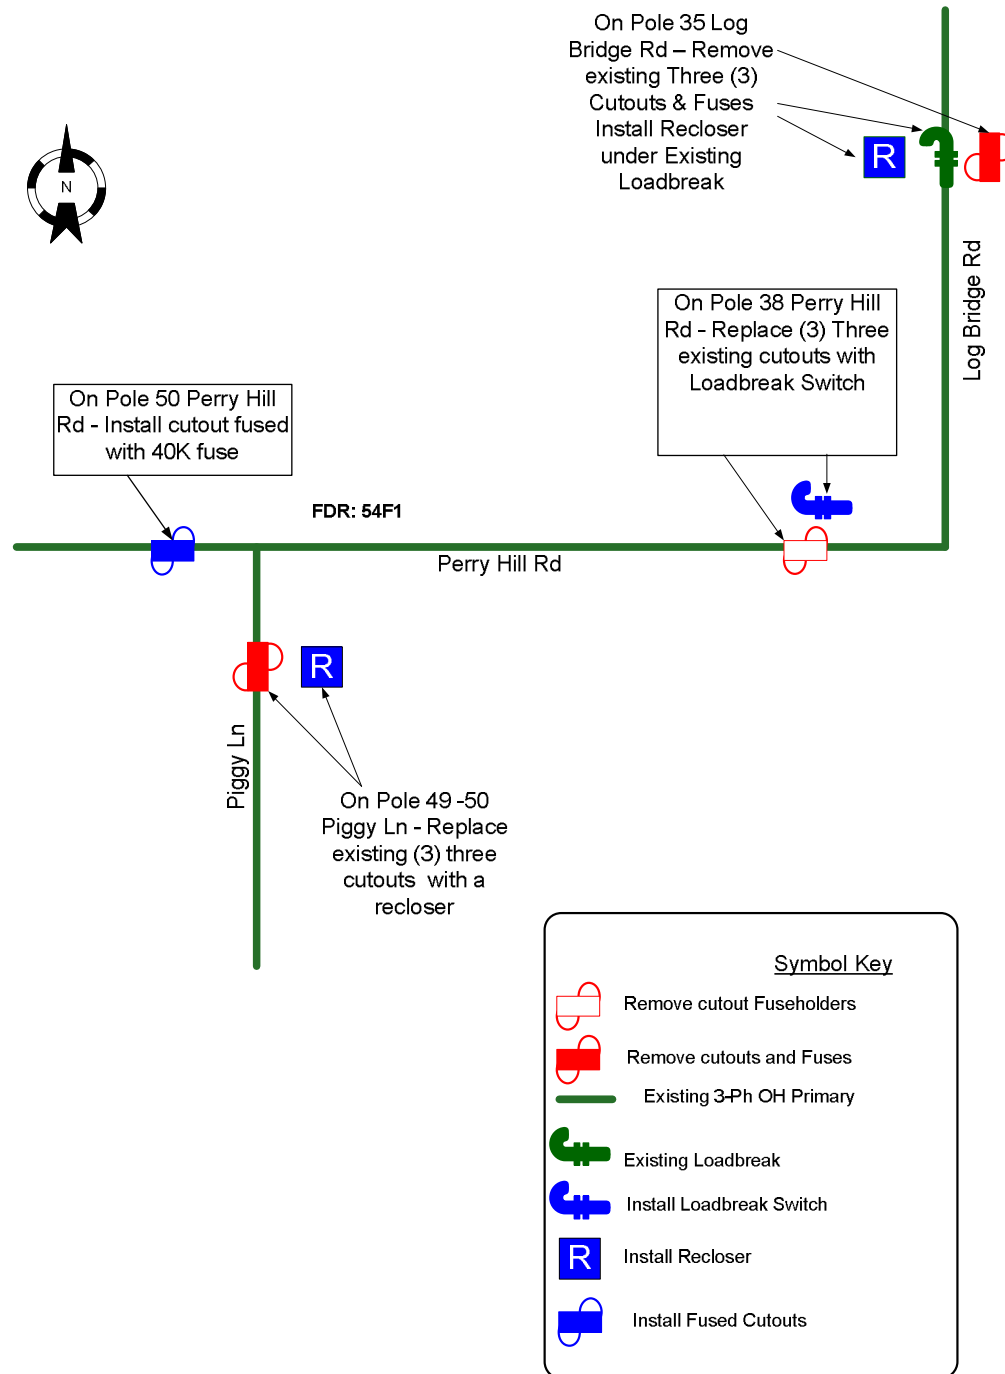 On Pole 35 Log
Bridge Rd – Remove
existing Three (3)
Cutouts & Fuses
Install Recloser
under Existing
Loadbreak
R
N
Log Bridge Rd
On Pole 38 Perry Hill
Rd - Replace (3) Three
existing cutouts with
Loadbreak Switch
On Pole 50 Perry Hill
Rd - Install cutout fused
with 40K fuse
FDR: 54F1
Perry Hill Rd
R
Piggy Ln
On Pole 49 -50
Piggy Ln - Replace
existing (3) three
cutouts with a
recloser
Symbol Key
Remove cutout Fuseholders
Remove cutouts and Fuses
Existing 3-Ph OH Primary
Existing Loadbreak
Install Loadbreak Switch
R
Install Recloser
Install Fused Cutouts